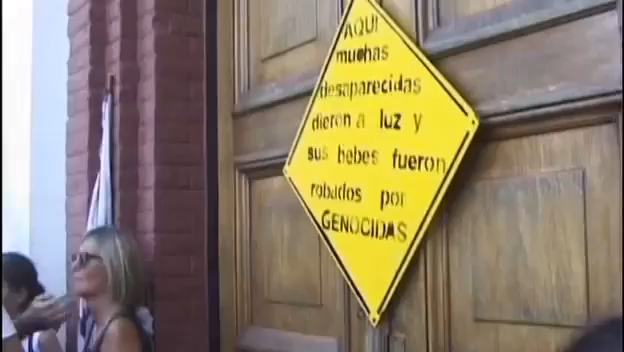 AQUI
muchas
desaparecidas
dieron a luz y
sus bebes fueron
robados por
GENOCIDAS